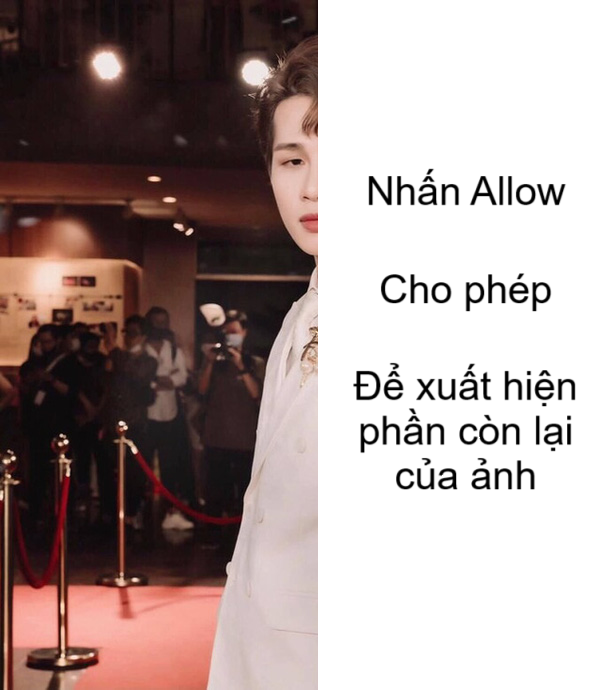 Nhấn Allow
Cho phép
Để xuất hiện
phần còn lại
của ảnh